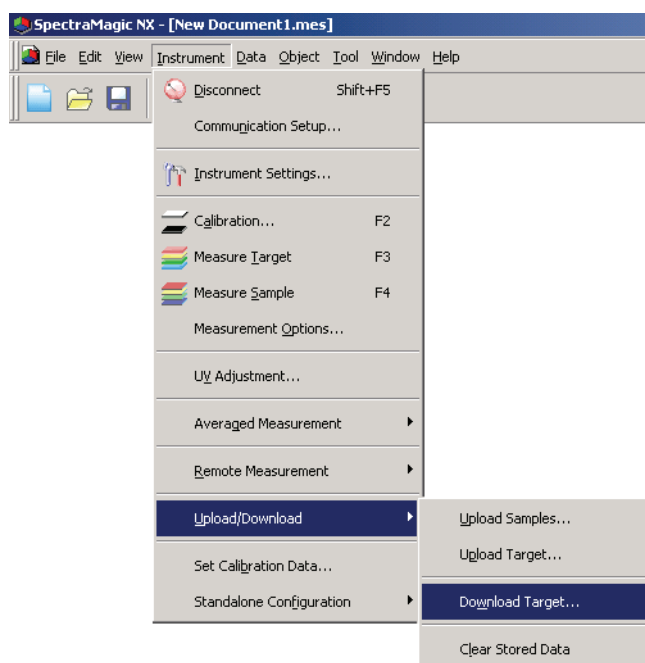 SpectraMagic NX - [New Document1.mes]
File Edit View Instrument Data Object Tool Window Help
Disconnect Shift+F5
Communication Setup...
Instrument Settings...
Calibration... F2
Measure Target F3
Measure Sample F4
Measurement Options...
UV Adjustment...
Averaged Measurement
Remote Measurement
Upload/Download
Set Calibration Data...
Standalone Configuration
Upload Samples...
Upload Target...
Download Target...
Clear Stored Data